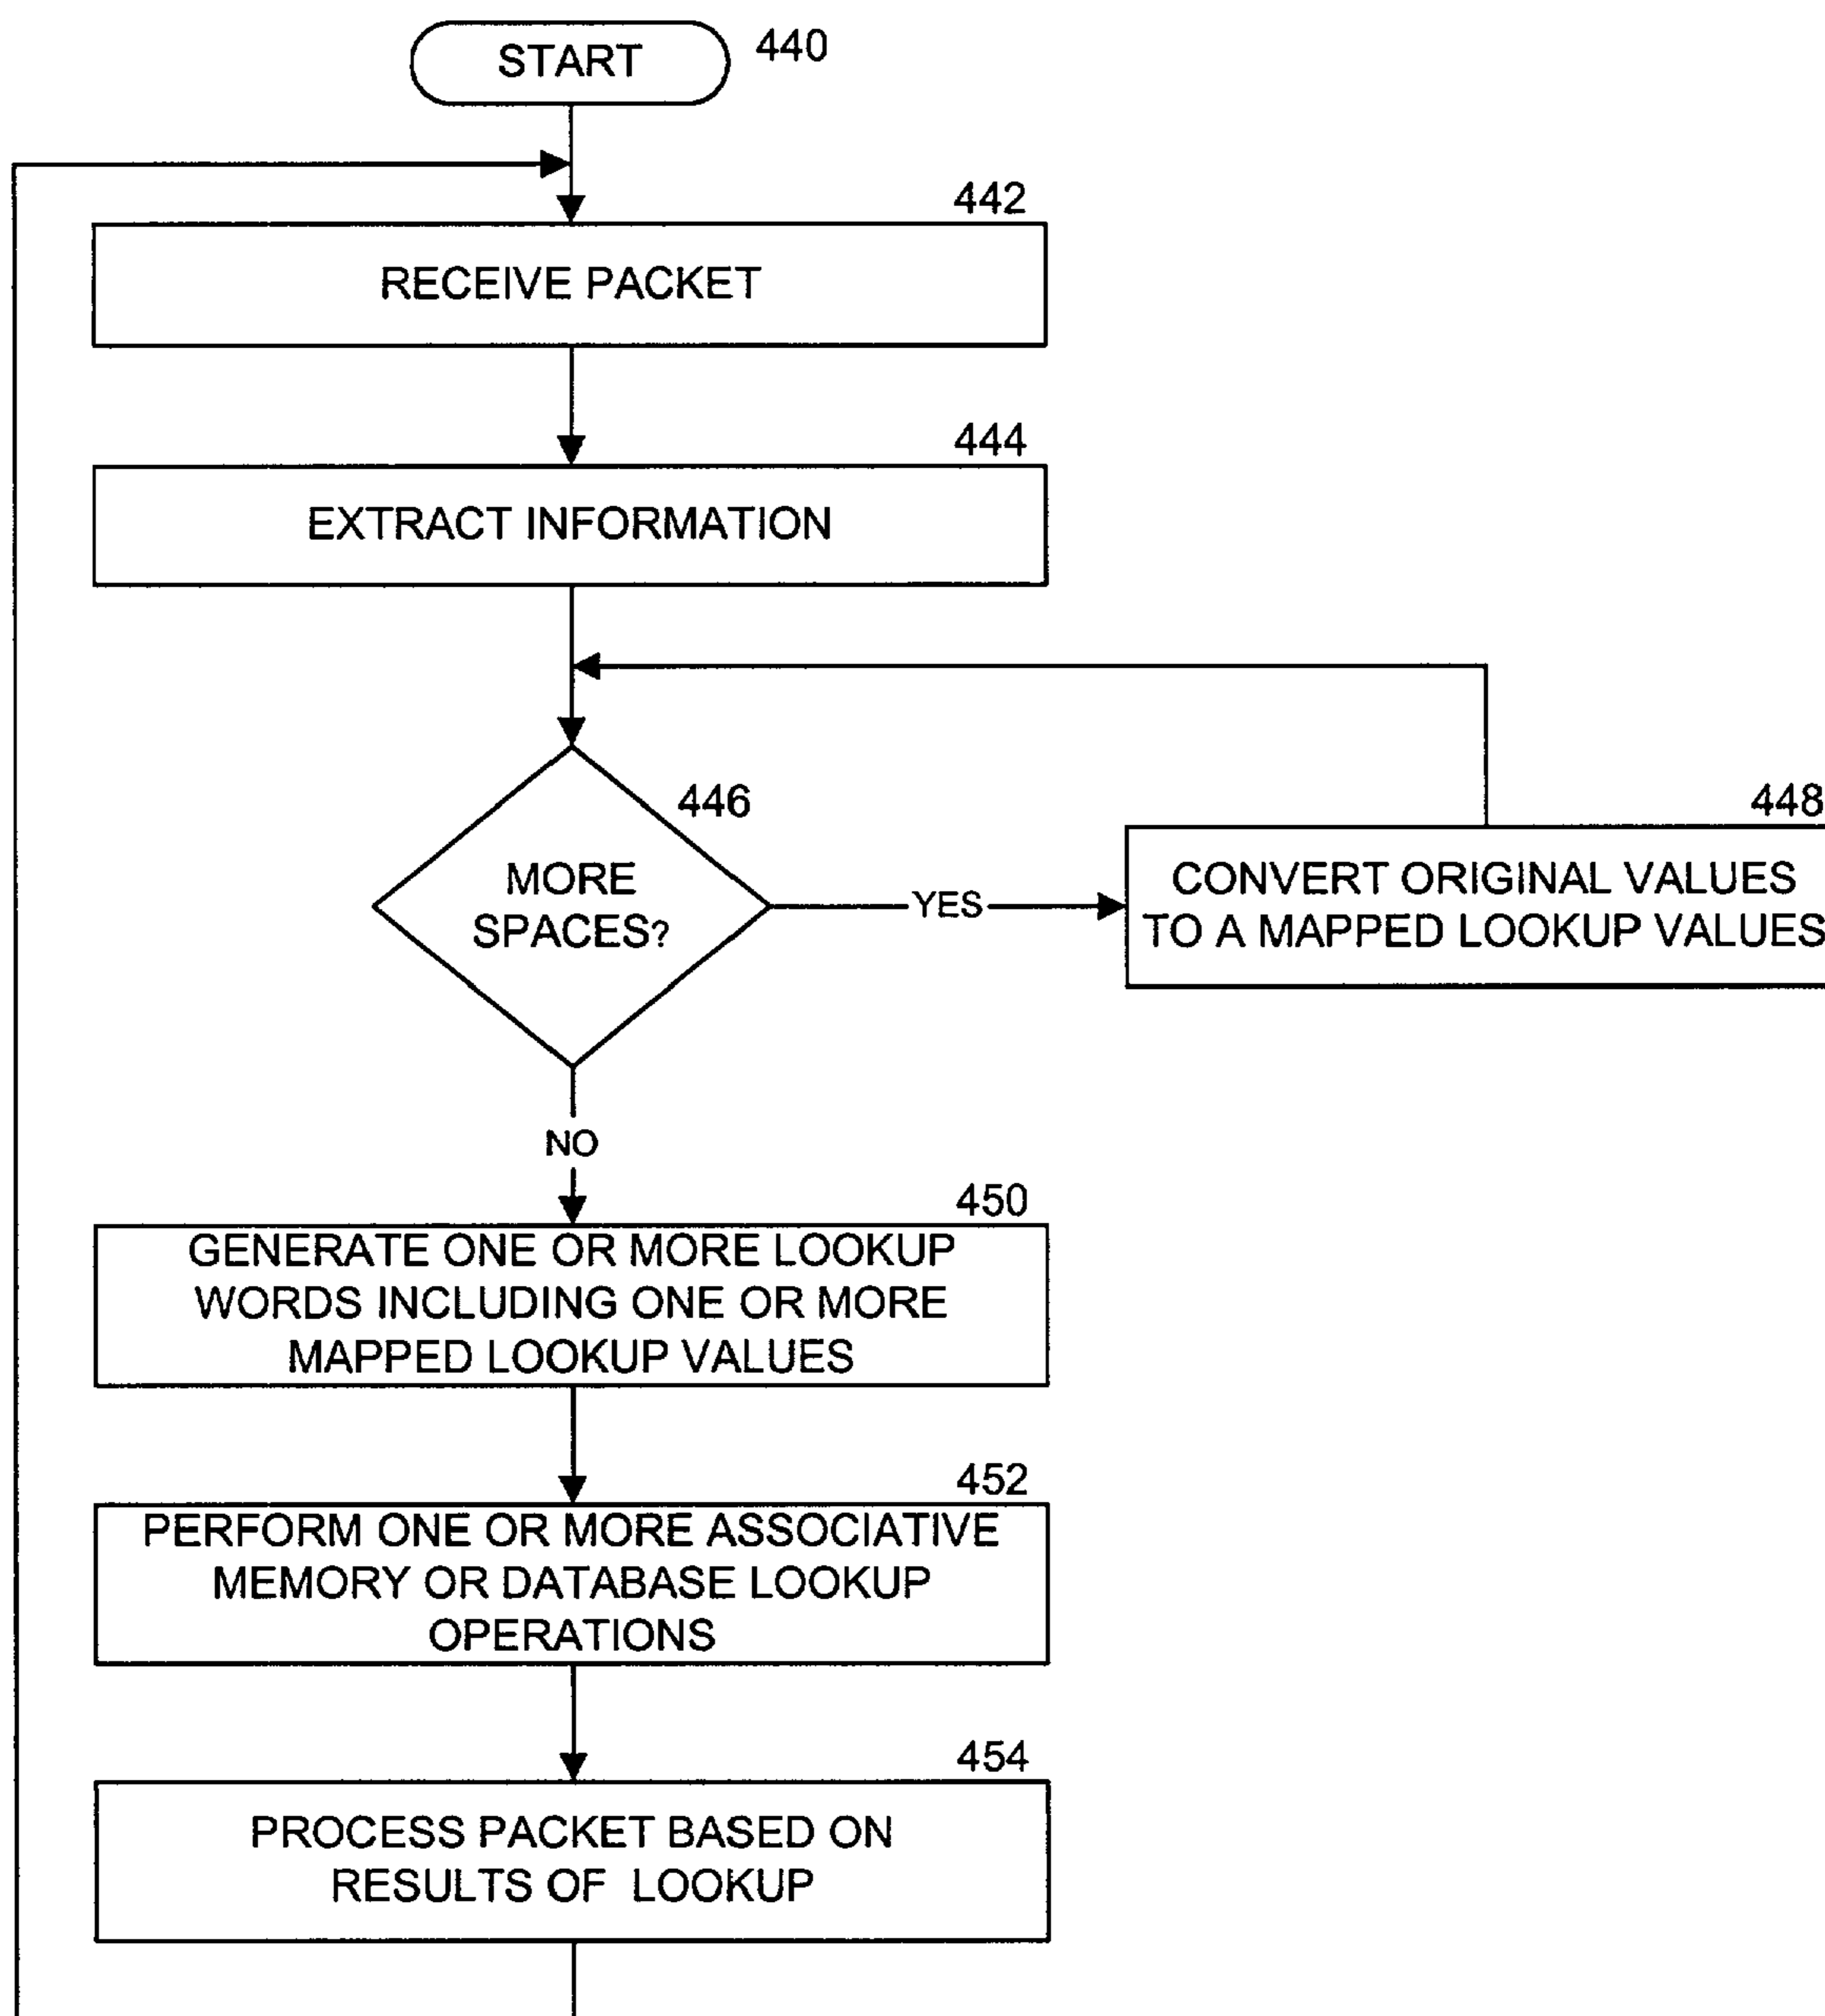 START
440
442
RECEIVE PACKET
444
EXTRACT INFORMATION
446
MORE
SPACES?
YES
448
CONVERT ORIGINAL VALUES
TO A MAPPED LOOKUP VALUES
NO
450
GENERATE ONE OR MORE LOOKUP
WORDS INCLUDING ONE OR MORE
MAPPED LOOKUP VALUES
452
PERFORM ONE OR MORE ASSOCIATIVE
MEMORY OR DATABASE LOOKUP
OPERATIONS
454
PROCESS PACKET BASED ON
RESULTS OF LOOKUP